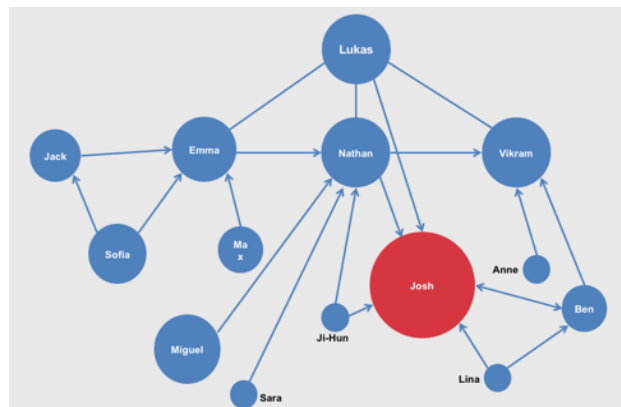 Lukas
Jack
Emma
Nathan
Vikram
Sofia
Ma
x
Anne
Josh
Ben
Ji-Hun
Miguel
Lina
Sara